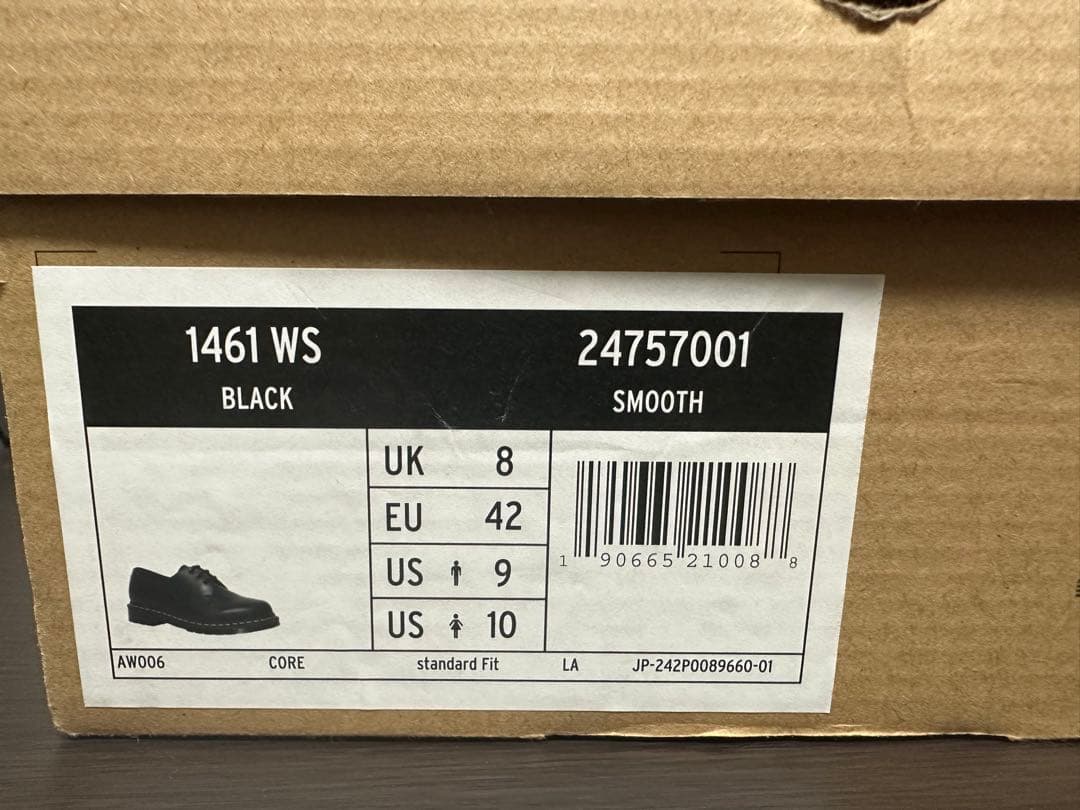 1461 WS
BLACK
24757001
SMOOTH
UK 8
EU 42
US 9
US 10
1 90665 21008 8
AW006 CORE standard Fit LA JP-242P0089660-01